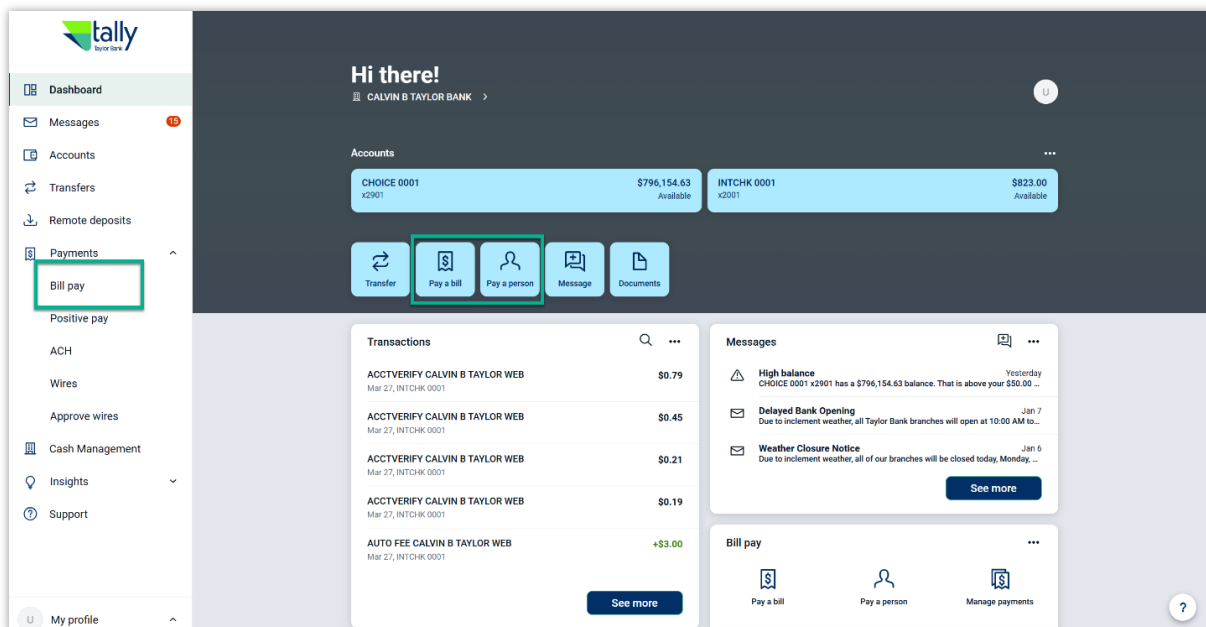 tally
Taylor Bank
Dashboard
Messages 15
Accounts
Transfers
Remote deposits
Payments
Bill pay
Positive pay
ACH
Wires
Approve wires
Cash Management
Insights
Support
U My profile
Hi there!
CALVIN B TAYLOR BANK
U
Accounts
CHOICE 0001 $796,154.63
x2901 Available
INTCHK 0001 $823.00
x2001 Available
Transfer
Pay a bill
Pay a person
Message
Documents
Transactions
ACCTVERIFY CALVIN B TAYLOR WEB $0.79
Mar 27, INTCHK 0001
ACCTVERIFY CALVIN B TAYLOR WEB $0.45
Mar 27, INTCHK 0001
ACCTVERIFY CALVIN B TAYLOR WEB $0.21
Mar 27, INTCHK 0001
ACCTVERIFY CALVIN B TAYLOR WEB $0.19
Mar 27, INTCHK 0001
AUTO FEE CALVIN B TAYLOR WEB +$3.00
Mar 27, INTCHK 0001
See more
Messages
High balance Yesterday
CHOICE 0001 x2901 has a $796,154.63 balance. That is above your $50.00 ...
Delayed Bank Opening Jan 7
Due to inclement weather, all Taylor Bank branches will open at 10:00 AM to...
Weather Closure Notice Jan 6
Due to inclement weather, all of our branches will be closed today, Monday, ...
See more
Bill pay
Pay a bill
Pay a person
Manage payments
?